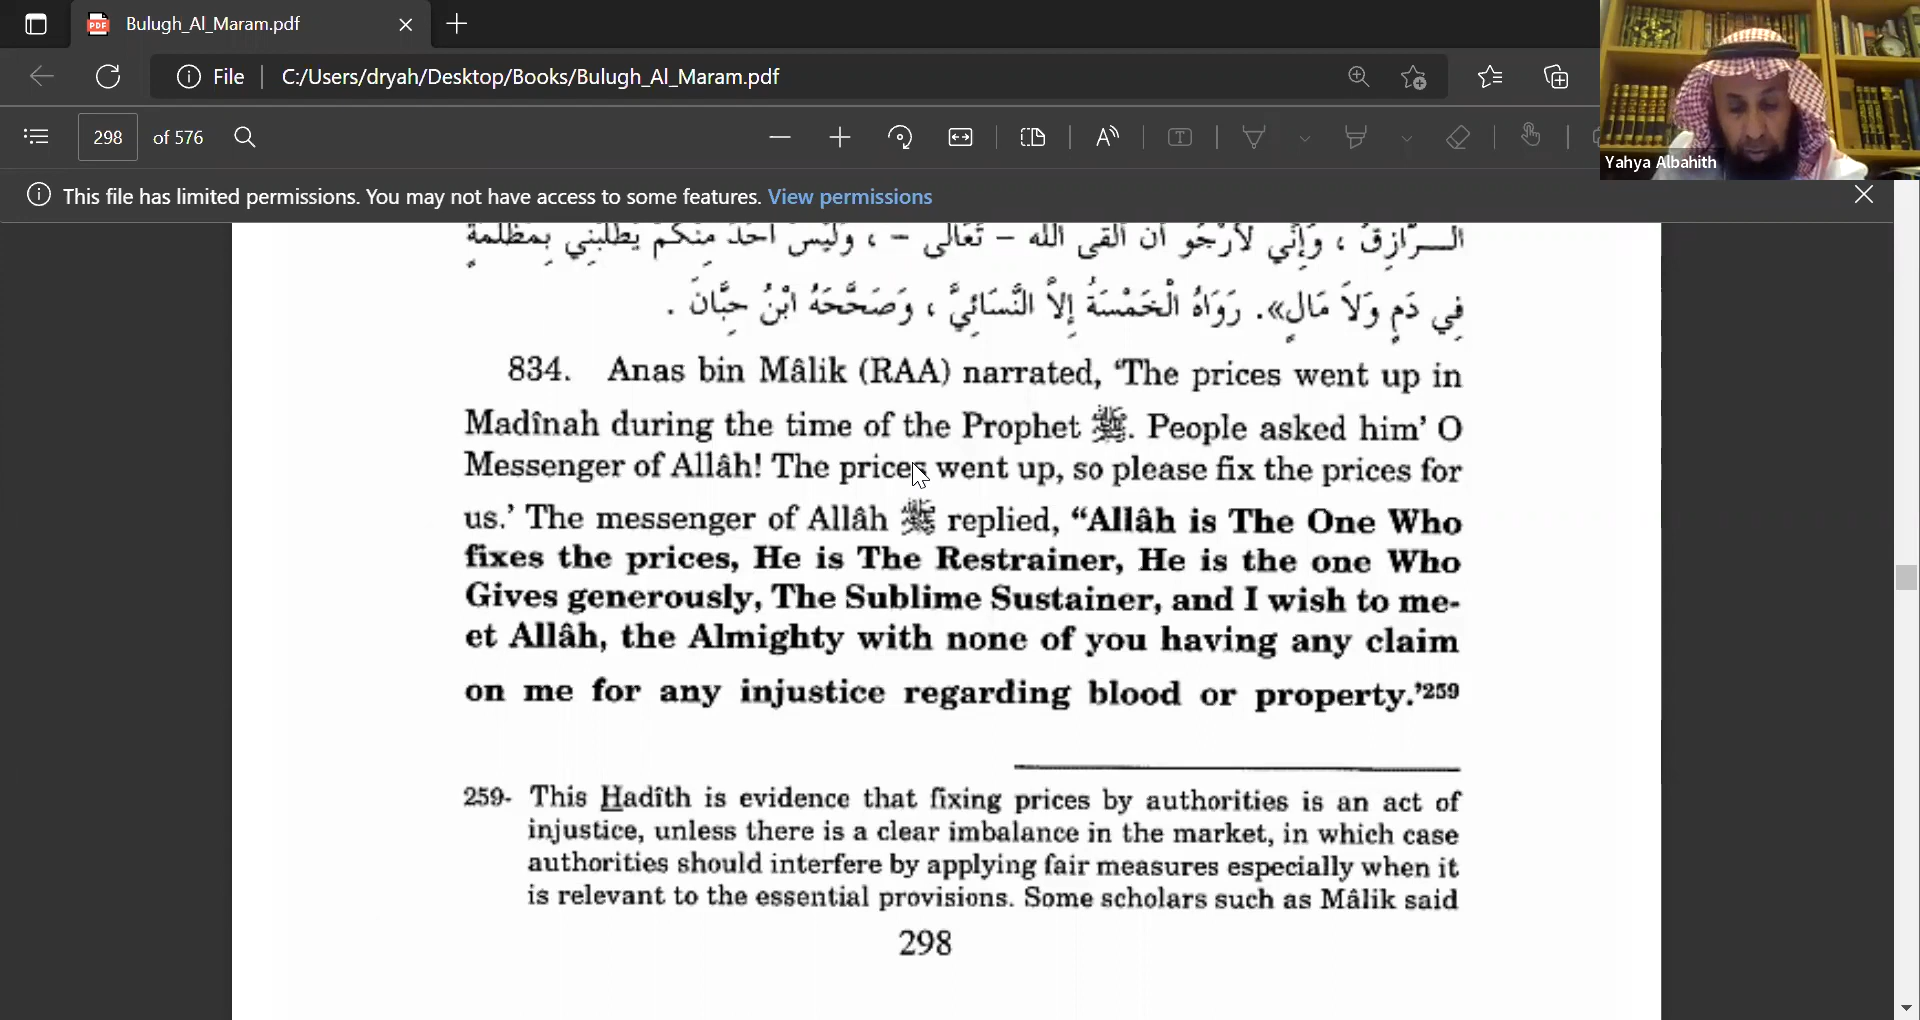 Bulugh_Al_Maram.pdf
File C:/Users/dryah/Desktop/Books/Bulugh_Al_Maram.pdf
Yahya Albahith
298 of 576
This file has limited permissions. You may not have access to some features. View permissions
الـــرَّازِقُ ، وَإِنِّي لأَرْجُو أَنْ أَلْقَى اللهَ – تَعَالَى – ، وَلَيْسَ أَحَدٌ مِنْكُمْ يَطْلُبُنِي بِمَظْلَمَةٍ
فِي دَمٍ وَلاَ مَالٍ». رَوَاهُ الْخَمْسَةُ إِلاَّ النَّسَائِيَّ ، وَصَحَّحَهُ ابْنُ حِبَّانَ .
834. Anas bin Mâlik (RAA) narrated, ‘The prices went up in
Madînah during the time of the Prophet ﷺ. People asked him’ O
Messenger of Allâh! The prices went up, so please fix the prices for
us.’ The messenger of Allâh ﷺ replied, “Allâh is The One Who
fixes the prices, He is The Restrainer, He is the one Who
Gives generously, The Sublime Sustainer, and I wish to me-
et Allâh, the Almighty with none of you having any claim
on me for any injustice regarding blood or property.’259
259- This Hadîth is evidence that fixing prices by authorities is an act of
injustice, unless there is a clear imbalance in the market, in which case
authorities should interfere by applying fair measures especially when it
is relevant to the essential provisions. Some scholars such as Mâlik said
298